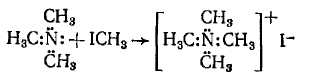 CH₃ CH₃
H₃C:N̈: + ICH₃ → [H₃C:N̈:CH₃]⁺ I⁻
CH₃ CH₃